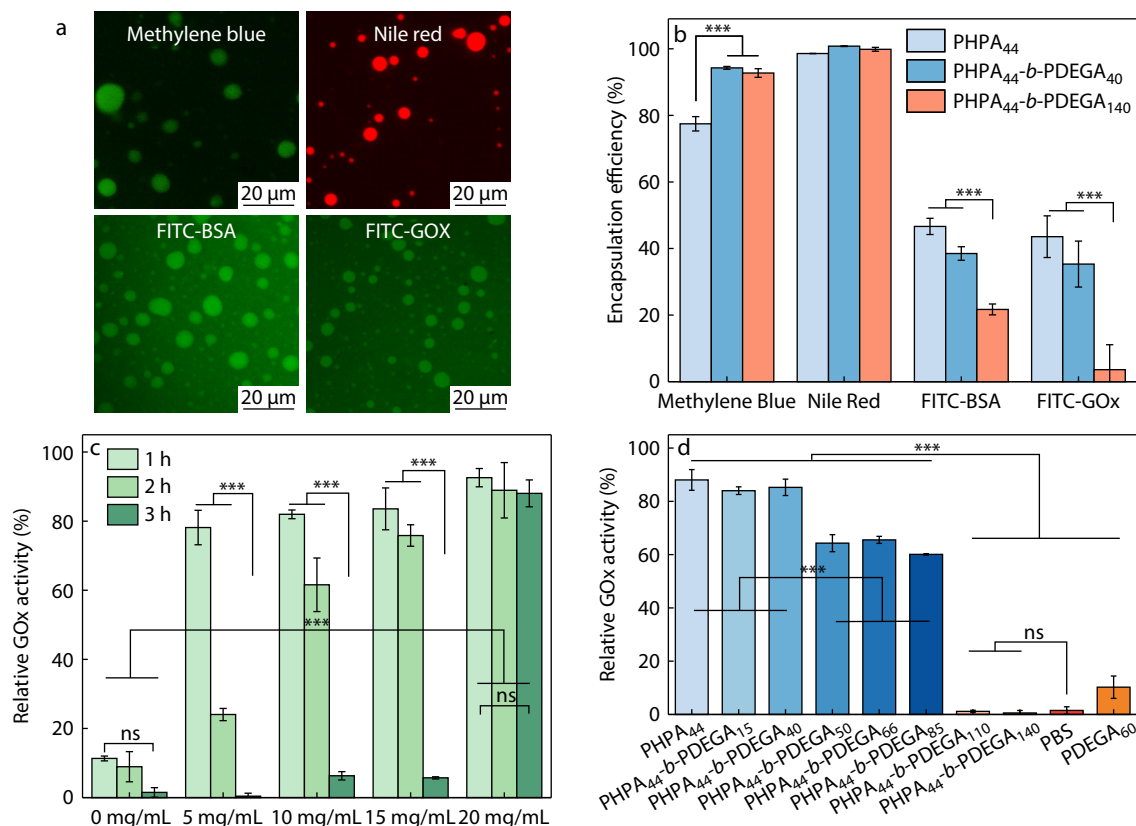 a
Methylene blue
Nile red
20 μm
20 μm
FITC-BSA
FITC-GOX
20 μm
20 μm
b
***
PHPA44
PHPA44-b-PDEGA40
PHPA44-b-PDEGA140
***
***
Encapsulation efficiency (%)
100
80
60
40
20
0
Methylene Blue
Nile Red
FITC-BSA
FITC-GOx
c
1 h
2 h
3 h
***
***
***
***
ns
ns
Relative GOx activity (%)
100
80
60
40
20
0
0 mg/mL
5 mg/mL
10 mg/mL
15 mg/mL
20 mg/mL
d
***
***
ns
Relative GOx activity (%)
100
80
60
40
20
0
PHPA44
PHPA44-b-PDEGA15
PHPA44-b-PDEGA40
PHPA44-b-PDEGA50
PHPA44-b-PDEGA66
PHPA44-b-PDEGA85
PHPA44-b-PDEGA110
PHPA44-b-PDEGA140
PBS
PDEGA60